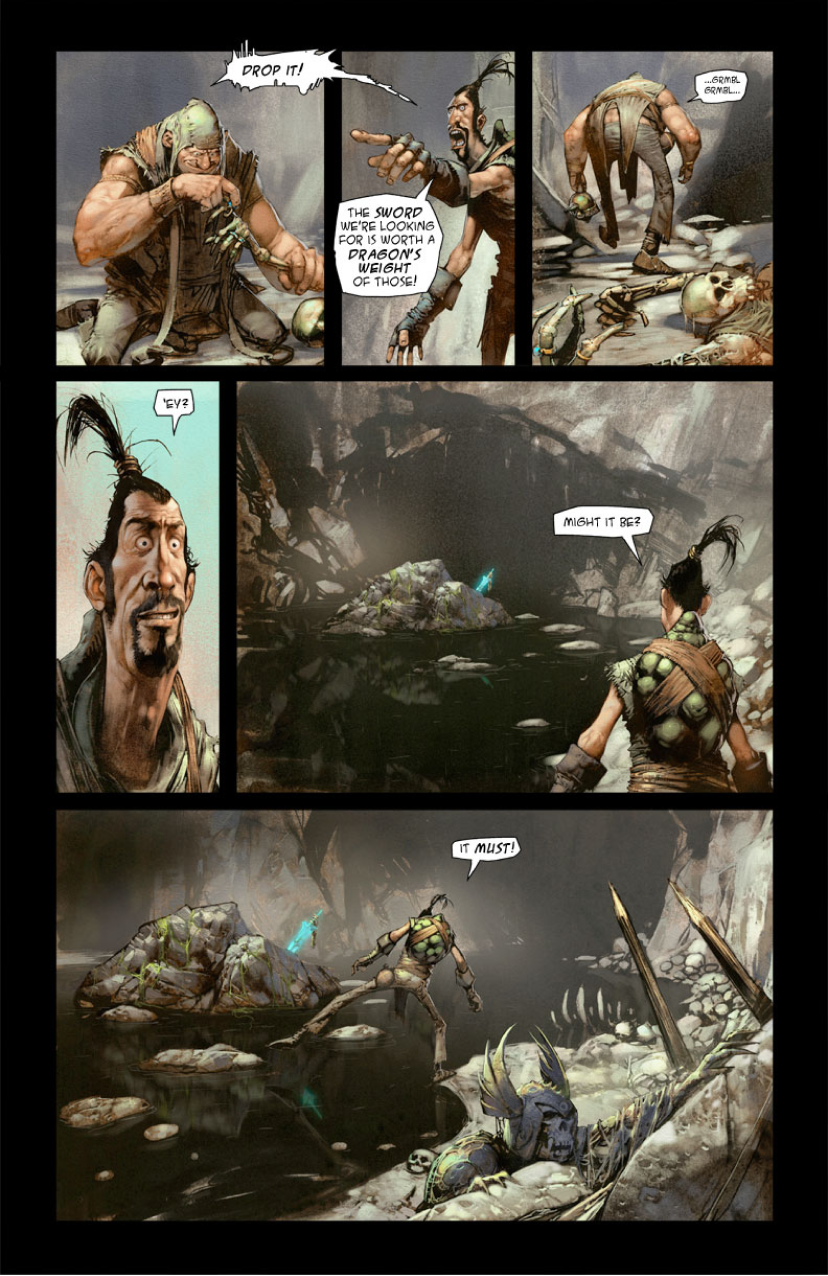 DROP IT!
THE SWORD
WE'RE LOOKING
FOR IS WORTH A
DRAGON'S
WEIGHT
OF THOSE!
...GRMBL
GRMBL...
'EY?
MIGHT IT BE?
IT MUST!